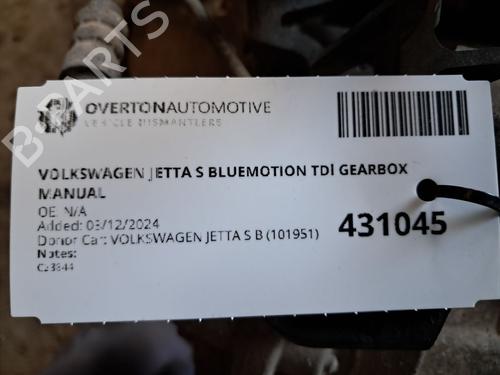 OVERTONAUTOMOTIVE
VEHICLE DISMANTLERS
VOLKSWAGEN JETTA S BLUEMOTION TDI GEARBOX
MANUAL
OE: N/A
Added: 03/12/2024
Donor Car: VOLKSWAGEN JETTA S B (101951)
Notes:
431045
B-Parts